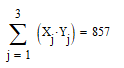 3
∑ (Xj·Yj) = 857
j = 1